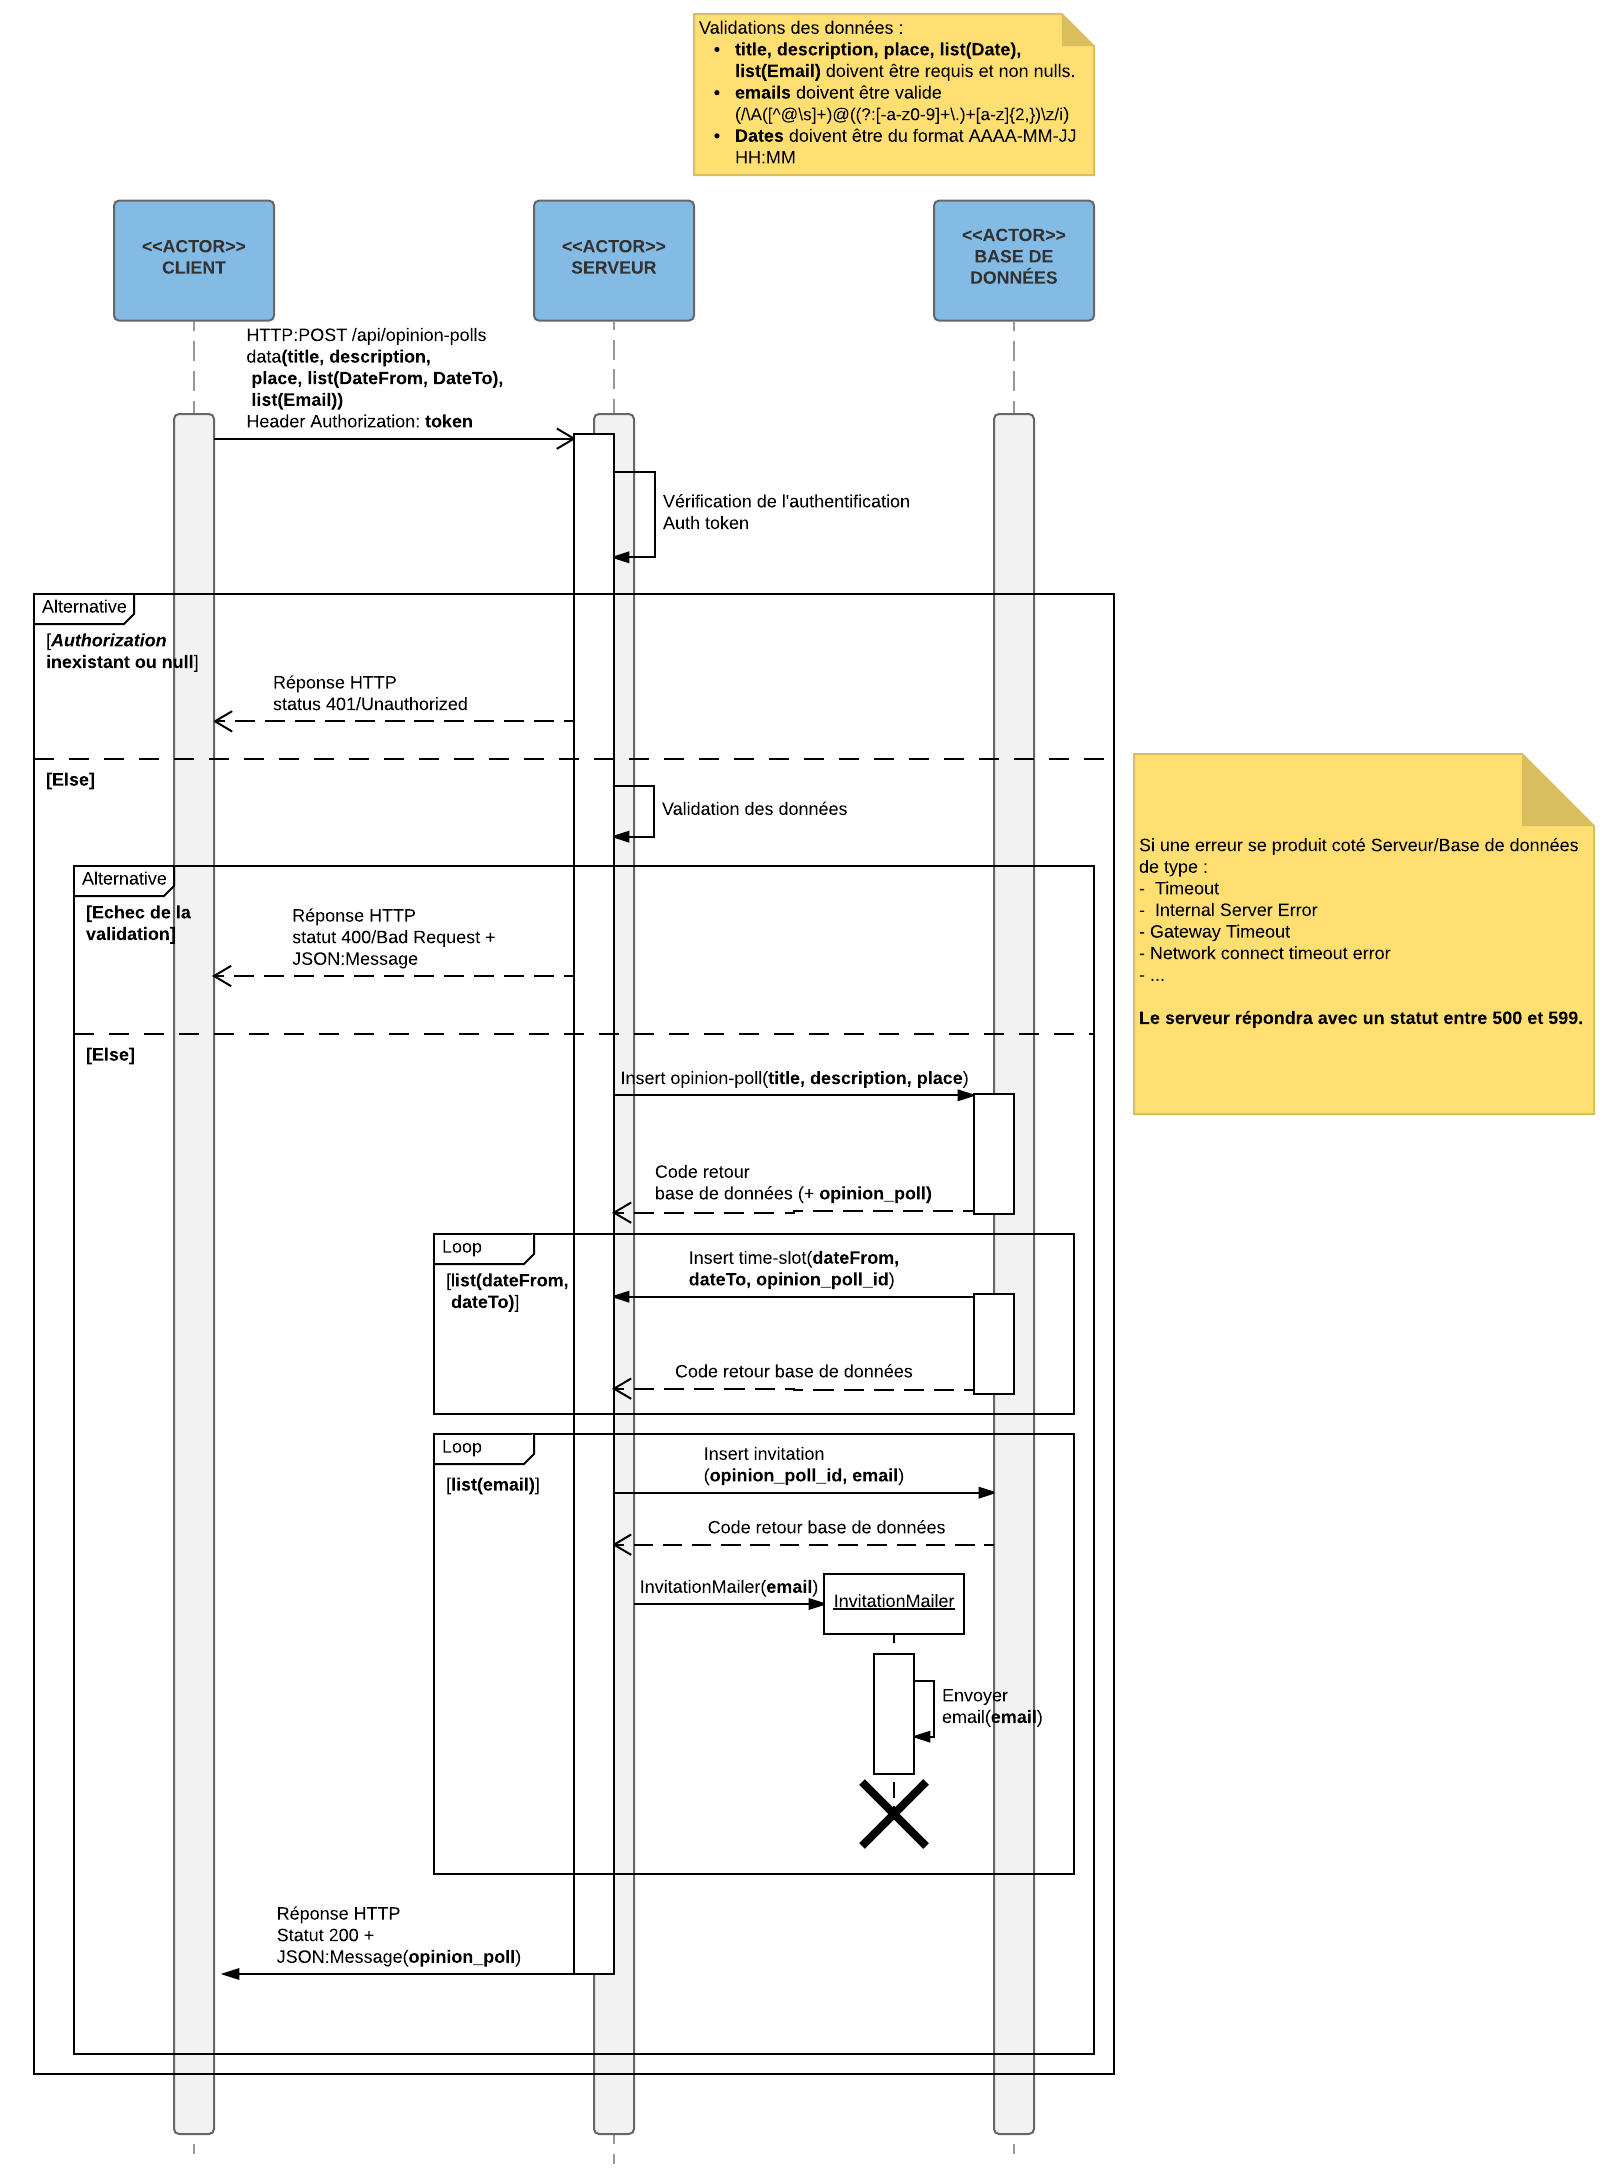 Validations des données :
• title, description, place, list(Date),
list(Email) doivent être requis et non nulls.
• emails doivent être valide
(/\A([^@\s]+)@((?:[-a-z0-9]+\.)+[a-z]{2,})\z/i)
• Dates doivent être du format AAAA-MM-JJ
HH:MM
<<ACTOR>>
CLIENT
<<ACTOR>>
SERVEUR
<<ACTOR>>
BASE DE
DONNÉES
HTTP:POST /api/opinion-polls
data(title, description,
place, list(DateFrom, DateTo),
list(Email))
Header Authorization: token
Vérification de l'authentification
Auth token
Alternative
[Authorization
inexistant ou null]
Réponse HTTP
status 401/Unauthorized
[Else]
Validation des données
Alternative
[Echec de la
validation]
Réponse HTTP
statut 400/Bad Request +
JSON:Message
Si une erreur se produit coté Serveur/Base de données
de type :
- Timeout
- Internal Server Error
- Gateway Timeout
- Network connect timeout error
- ...
Le serveur répondra avec un statut entre 500 et 599.
[Else]
Insert opinion-poll(title, description, place)
Code retour
base de données (+ opinion_poll)
Loop
[list(dateFrom,
dateTo)]
Insert time-slot(dateFrom,
dateTo, opinion_poll_id)
Code retour base de données
Loop
[list(email)]
Insert invitation
(opinion_poll_id, email)
Code retour base de données
InvitationMailer(email)
InvitationMailer
Envoyer
email(email)
Réponse HTTP
Statut 200 +
JSON:Message(opinion_poll)